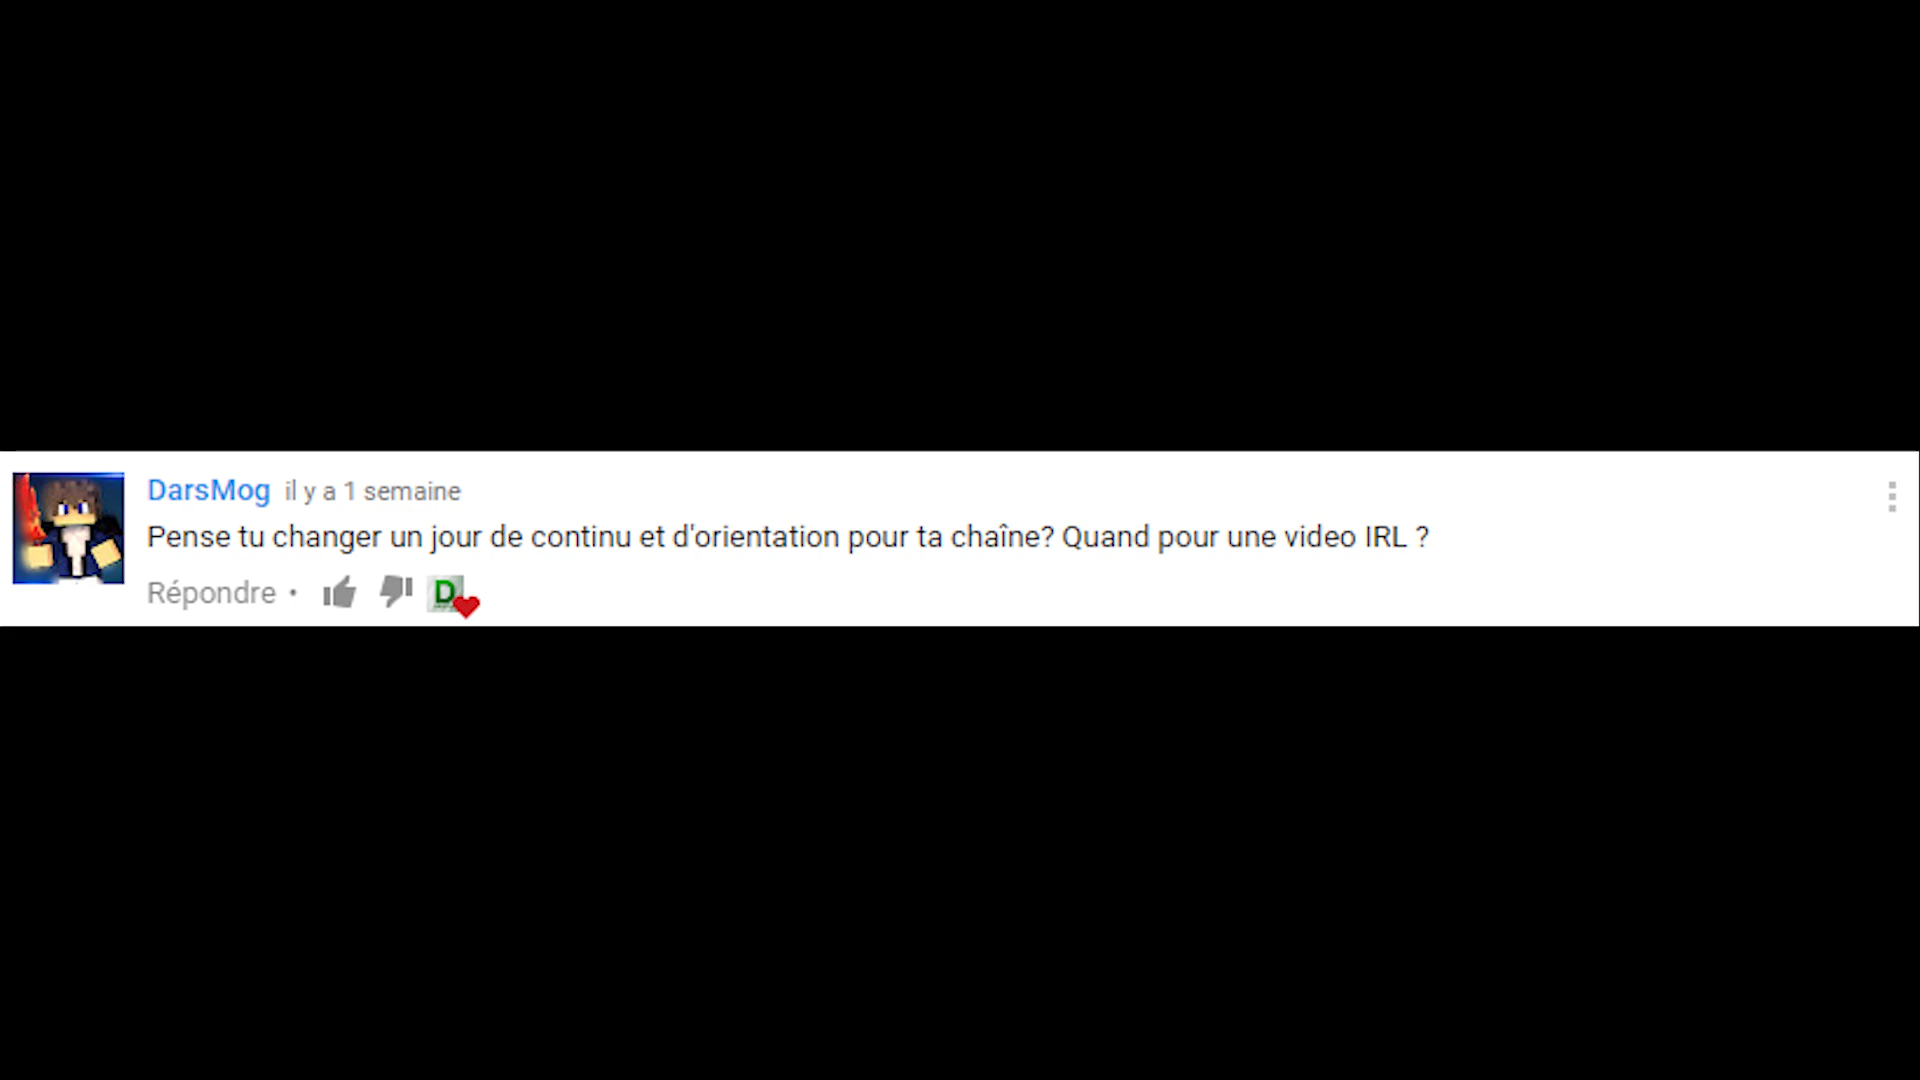 DarsMog il y a 1 semaine
Pense tu changer un jour de continu et d'orientation pour ta chaîne? Quand pour une video IRL ?
Répondre •
D